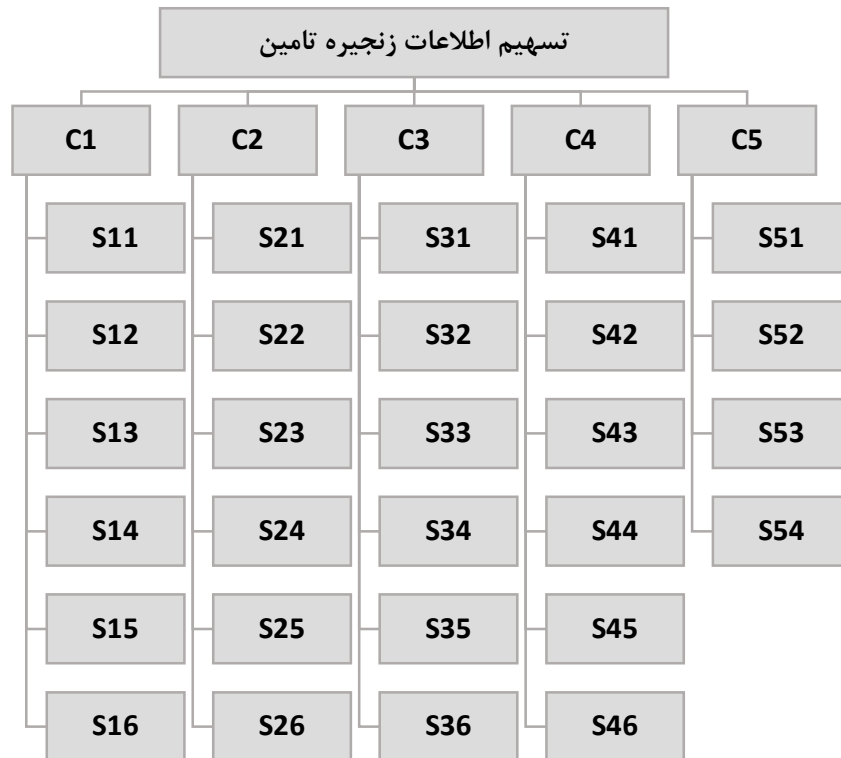 تسهیم اطلاعات زنجیره تامین
C1 C2 C3 C4 C5
S11 S21 S31 S41 S51
S12 S22 S32 S42 S52
S13 S23 S33 S43 S53
S14 S24 S34 S44 S54
S15 S25 S35 S45
S16 S26 S36 S46